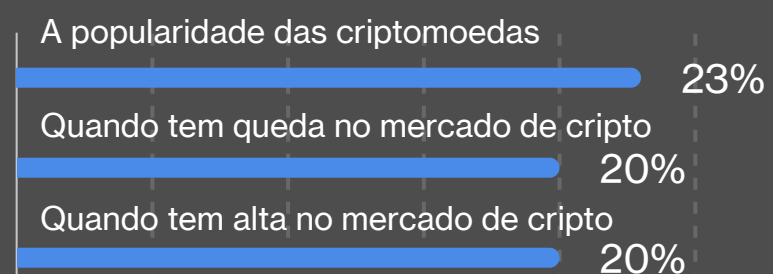 A popularidade das criptomoedas
23%
Quando tem queda no mercado de cripto
20%
Quando tem alta no mercado de cripto
20%